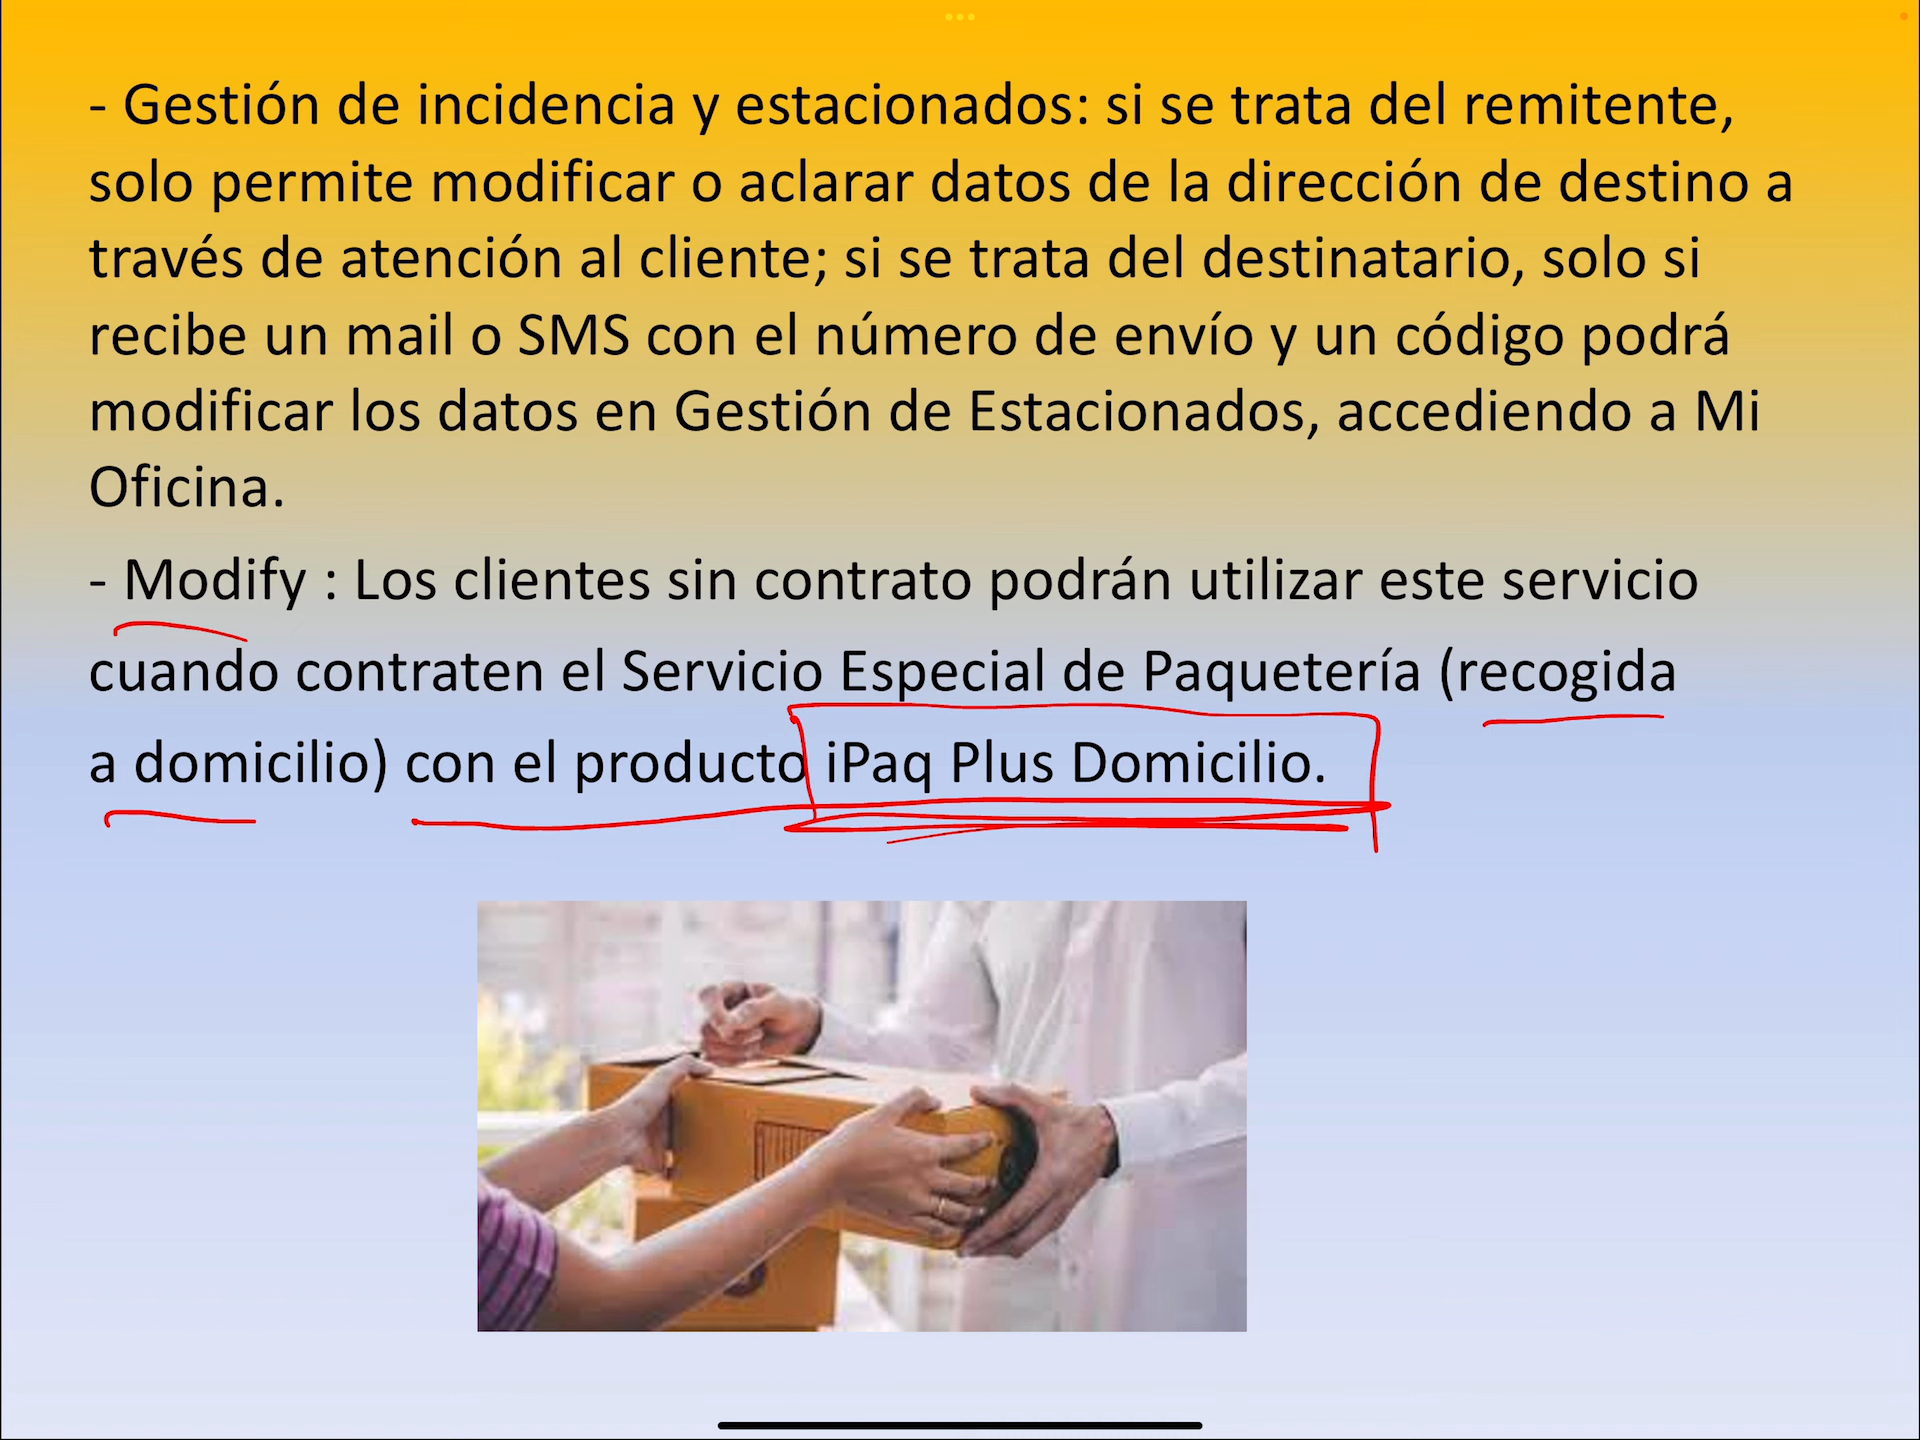 - Gestión de incidencia y estacionados: si se trata del remitente,
solo permite modificar o aclarar datos de la dirección de destino a
través de atención al cliente; si se trata del destinatario, solo si
recibe un mail o SMS con el número de envío y un código podrá
modificar los datos en Gestión de Estacionados, accediendo a Mi
Oficina.
- Modify : Los clientes sin contrato podrán utilizar este servicio
cuando contraten el Servicio Especial de Paquetería (recogida
a domicilio) con el producto iPaq Plus Domicilio.